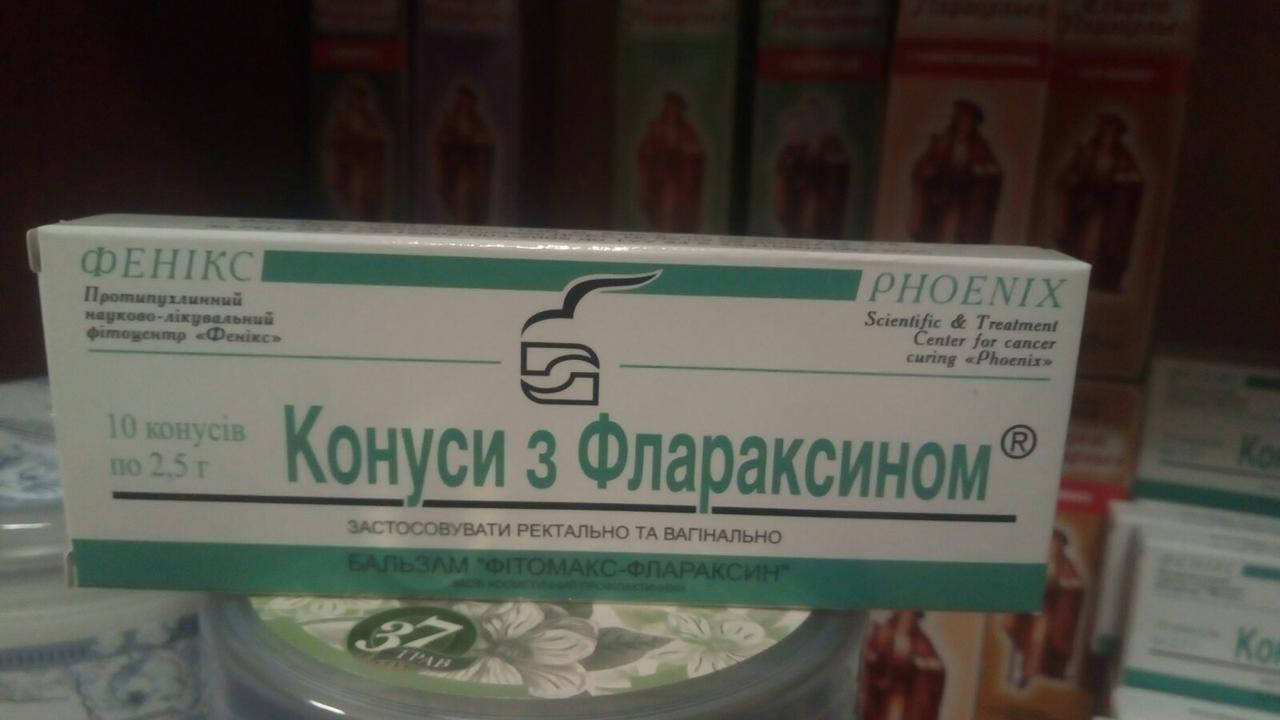 ФЕНІКС
Протипухлинний
науково-лікувальний
фітоцентр «Фенікс»
PHOENIX
Scientific & Treatment
Center for cancer
curing «Phoenix»
10 конусів
по 2,5 г
Конуси з Флараксином®
ЗАСТОСОВУВАТИ РЕКТАЛЬНО ТА ВАГІНАЛЬНО
БАЛЬЗАМ "ФІТОМАКС-ФЛАРАКСИН"
37
ТРАВ
ФЕНІКС